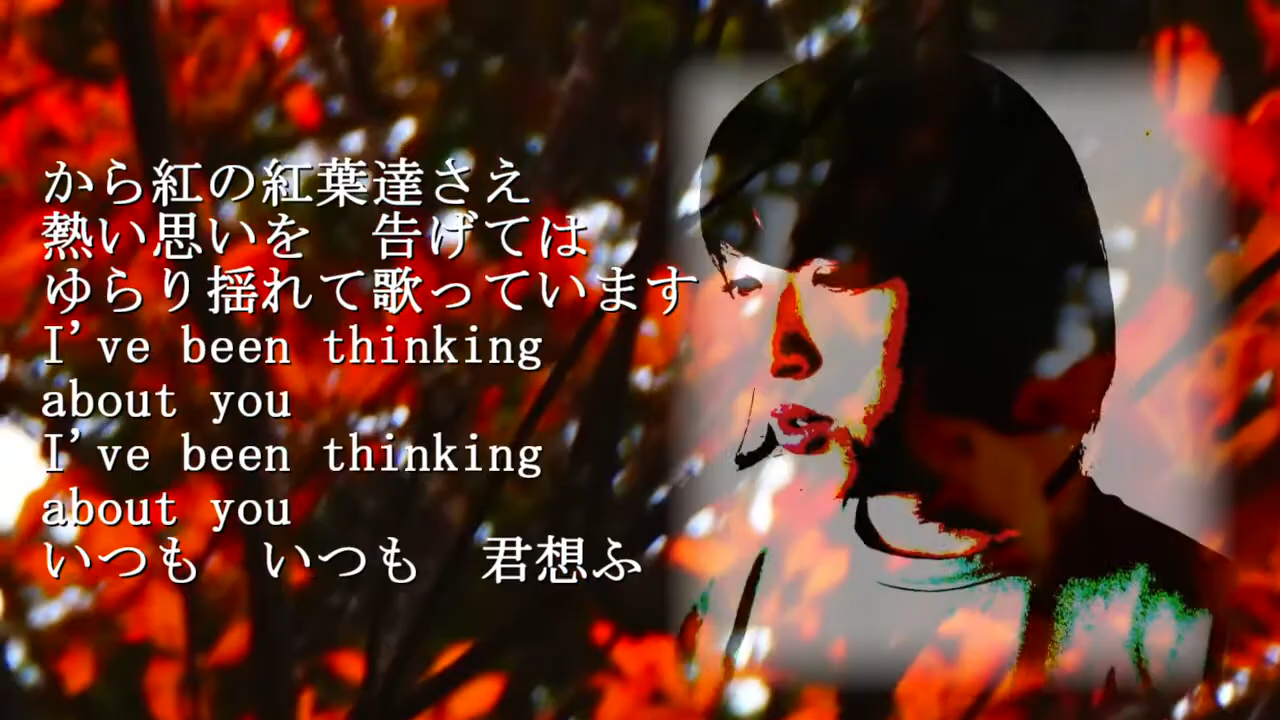 から紅の紅葉達さえ
熱い思いを　告げては
ゆらり揺れて歌っています
I've been thinking
about you
I've been thinking
about you
いつも　いつも　君想ふ